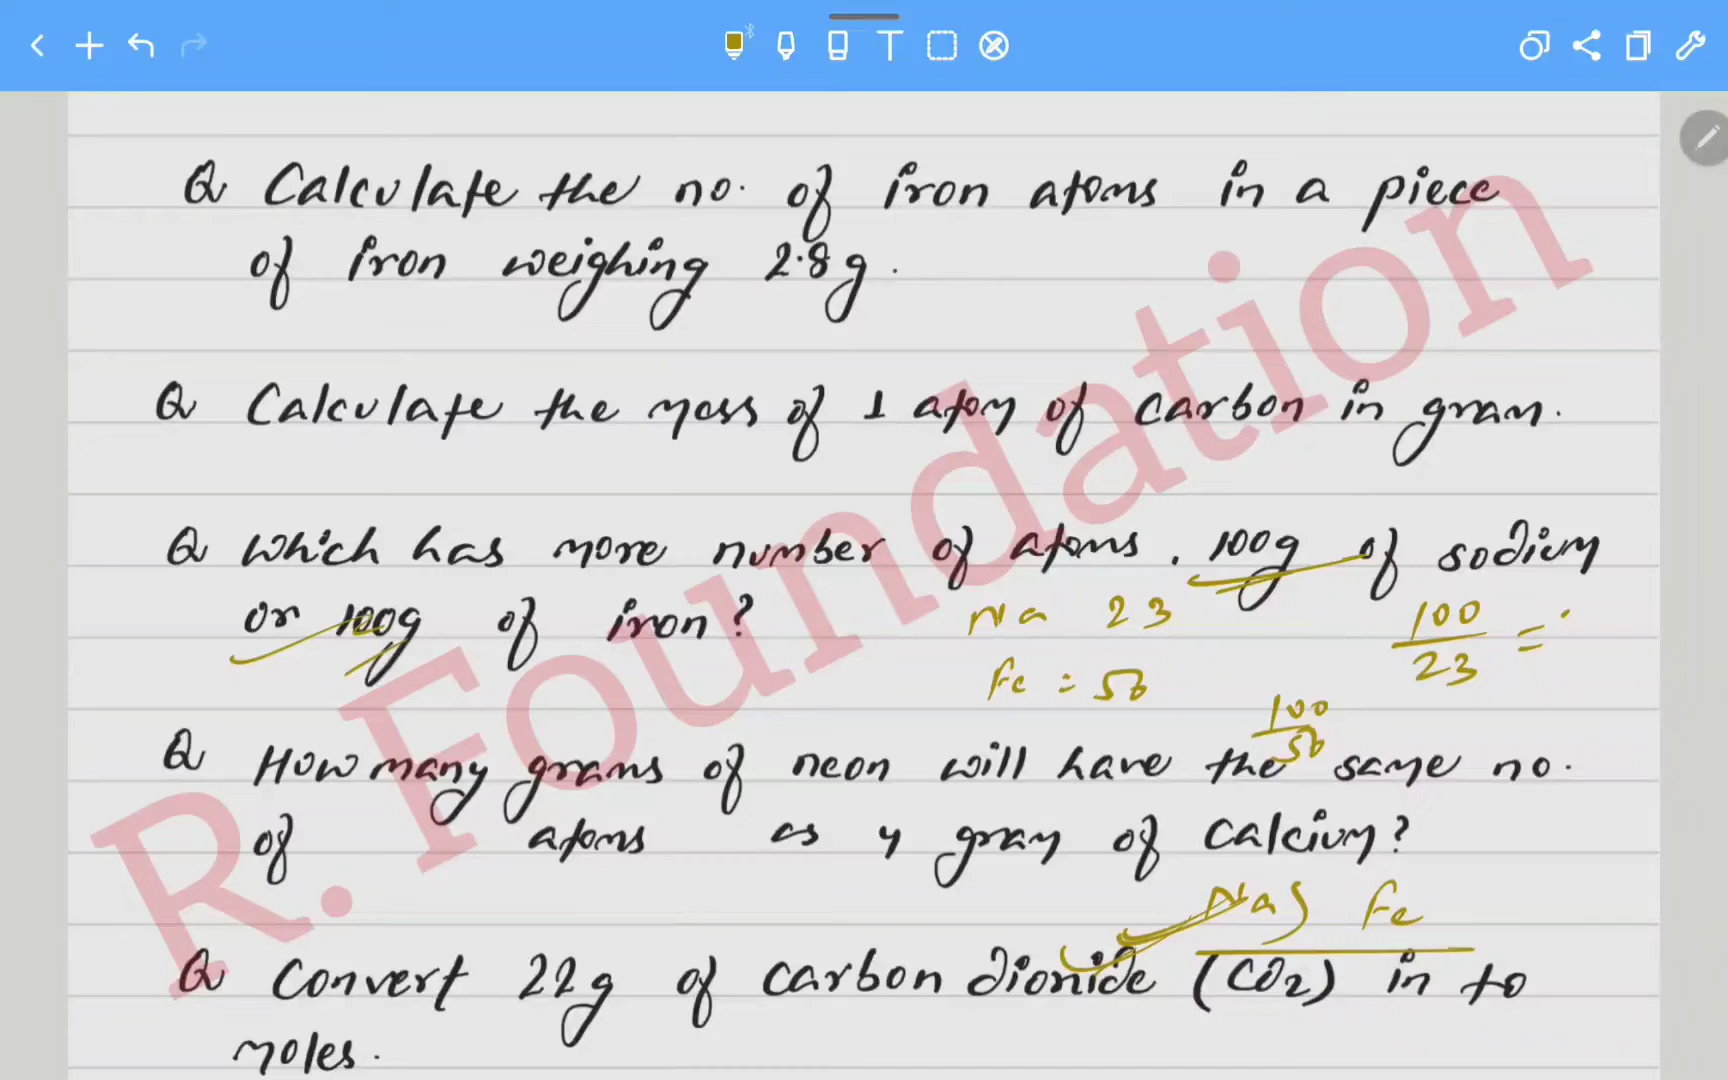 Q Calculate the no. of iron atoms in a piece
of iron weighing 2.8g.
Q Calculate the mass of 1 atom of carbon in gram.
Q which has more number of atoms. 100g of sodium
or 100g of iron?
Na 23
100/23 =
Fe = 56
100/56
Q How many grams of neon will have the same no.
of atoms as 4 gram of calcium?
Na > Fe
Q Convert 22g of carbon dioxide (CO2) in to
moles.
R. Foundation